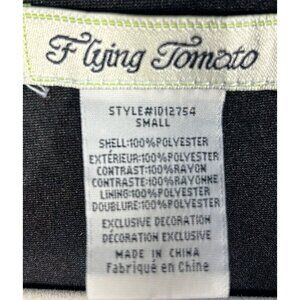 Flying Tomato
STYLE#ID12754
SMALL
SHELL:100%POLYESTER
EXTÉRIEUR:100%POLYESTER
CONTRAST:100%RAYON
CONTRASTE:100%RAYONNE
LINING:100%POLYESTER
DOUBLURE:100%POLYESTER
EXCLUSIVE DECORATION
DÉCORATION EXCLUSIVE
MADE IN CHINA
Fabriqué en Chine